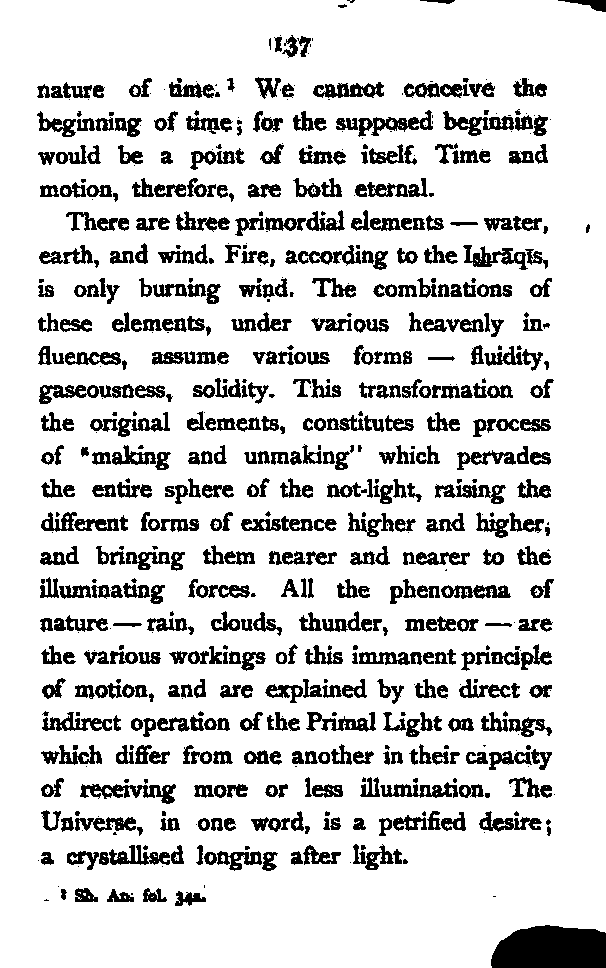 137
nature of time.¹ We cannot conceive the
beginning of time; for the supposed beginning
would be a point of time itself. Time and
motion, therefore, are both eternal.
There are three primordial elements — water,
earth, and wind. Fire, according to the Ishrāqīs,
is only burning wind. The combinations of
these elements, under various heavenly in-
fluences, assume various forms — fluidity,
gaseousness, solidity. This transformation of
the original elements, constitutes the process
of "making and unmaking" which pervades
the entire sphere of the not-light, raising the
different forms of existence higher and higher,
and bringing them nearer and nearer to the
illuminating forces. All the phenomena of
nature — rain, clouds, thunder, meteor — are
the various workings of this immanent principle
of motion, and are explained by the direct or
indirect operation of the Primal Light on things,
which differ from one another in their capacity
of receiving more or less illumination. The
Universe, in one word, is a petrified desire;
a crystallised longing after light.
¹ Sh. An. fol. 34a.